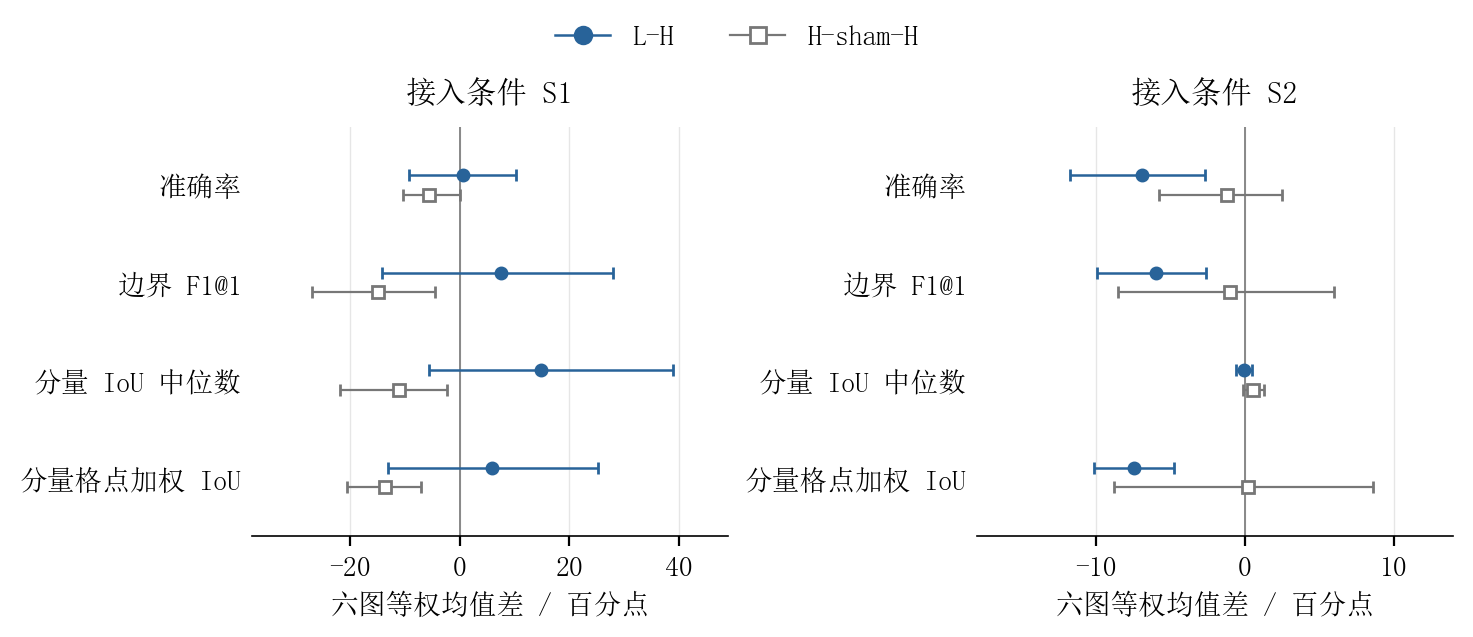 L-H H-sham-H
接入条件 S1
准确率
边界 F1@1
分量 IoU 中位数
分量格点加权 IoU
-20 0 20 40
六图等权均值差 / 百分点
接入条件 S2
准确率
边界 F1@1
分量 IoU 中位数
分量格点加权 IoU
-10 0 10
六图等权均值差 / 百分点